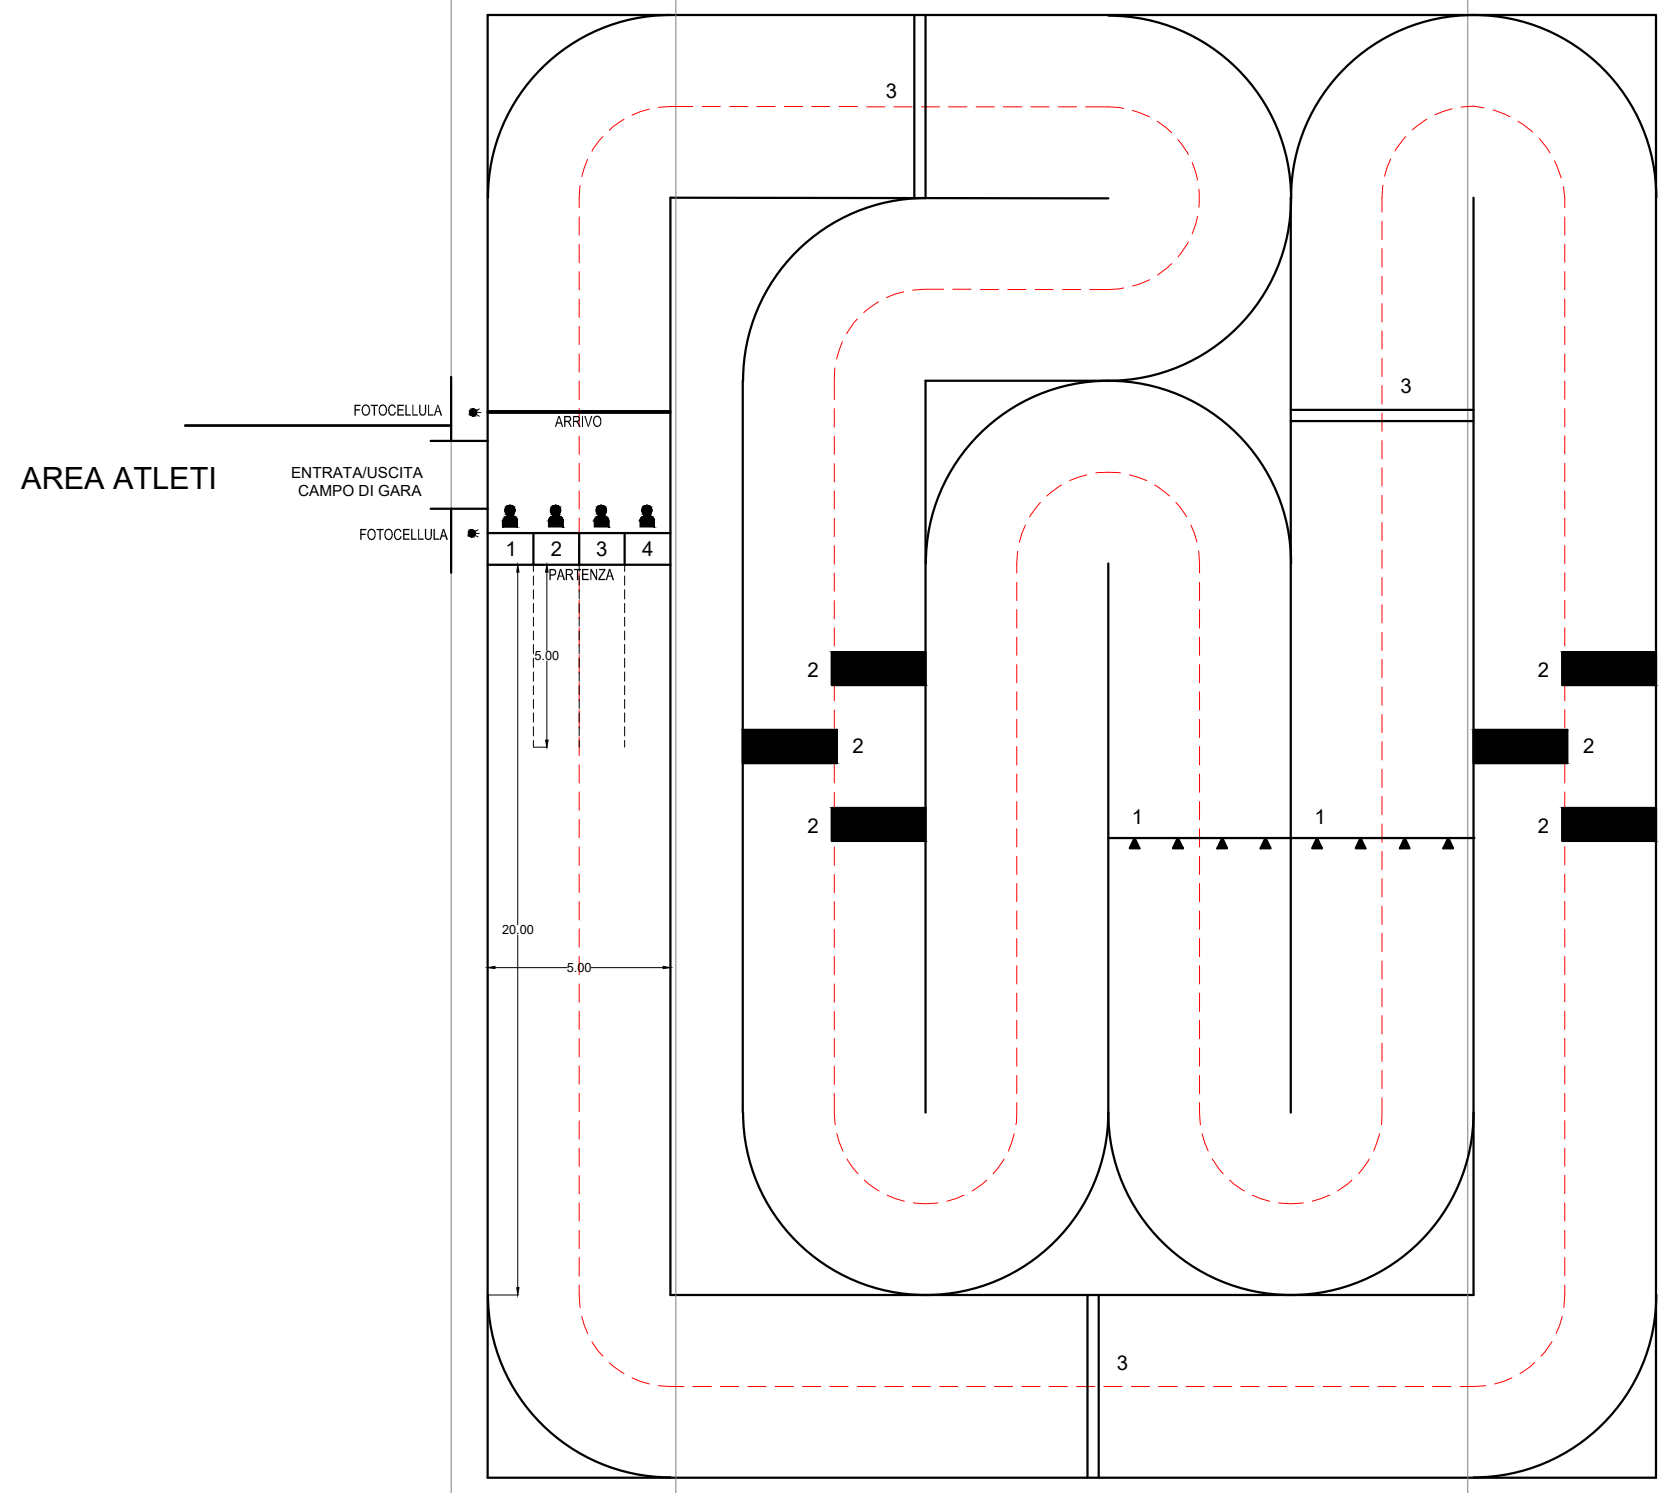 3
3
FOTOCELLULA
ARRIVO
AREA ATLETI
ENTRATA/USCITA
CAMPO DI GARA
FOTOCELLULA
1 2 3 4
PARTENZA
5.00
2
2
2
2
2
2
1
1
20.00
5.00
3